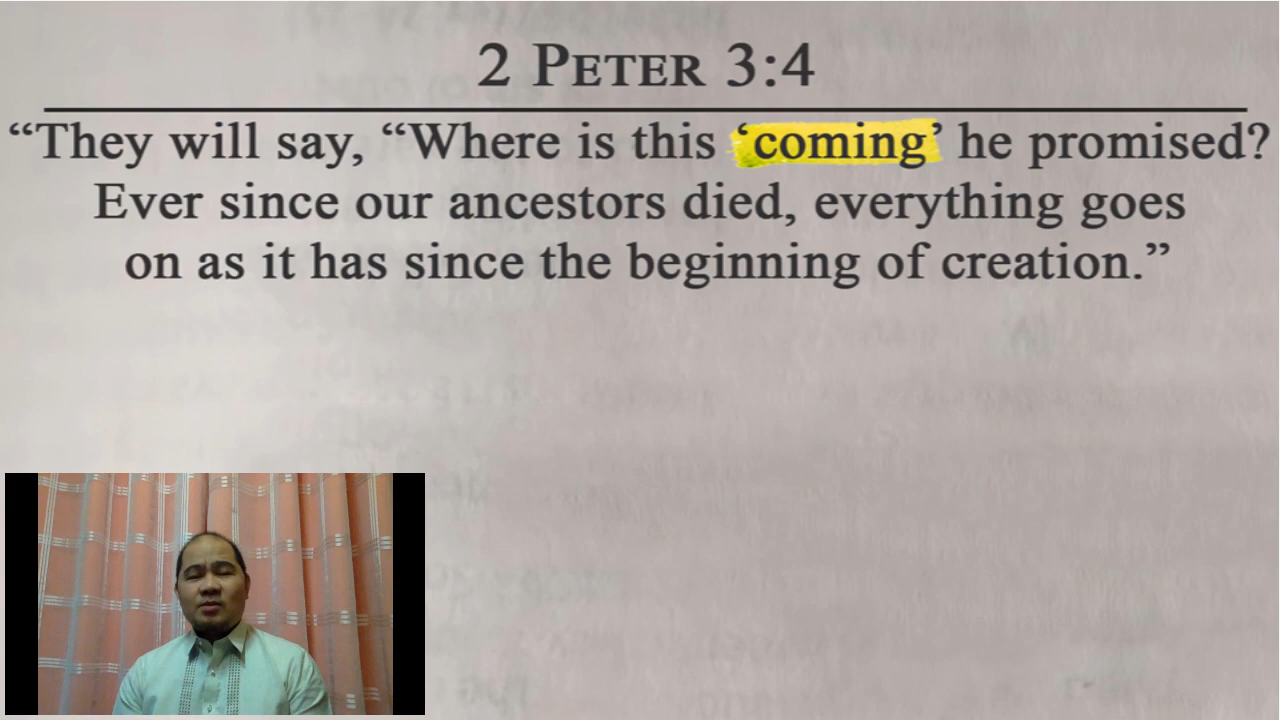 2 PETER 3:4
“They will say, “Where is this ‘coming’ he promised?
Ever since our ancestors died, everything goes
on as it has since the beginning of creation.”